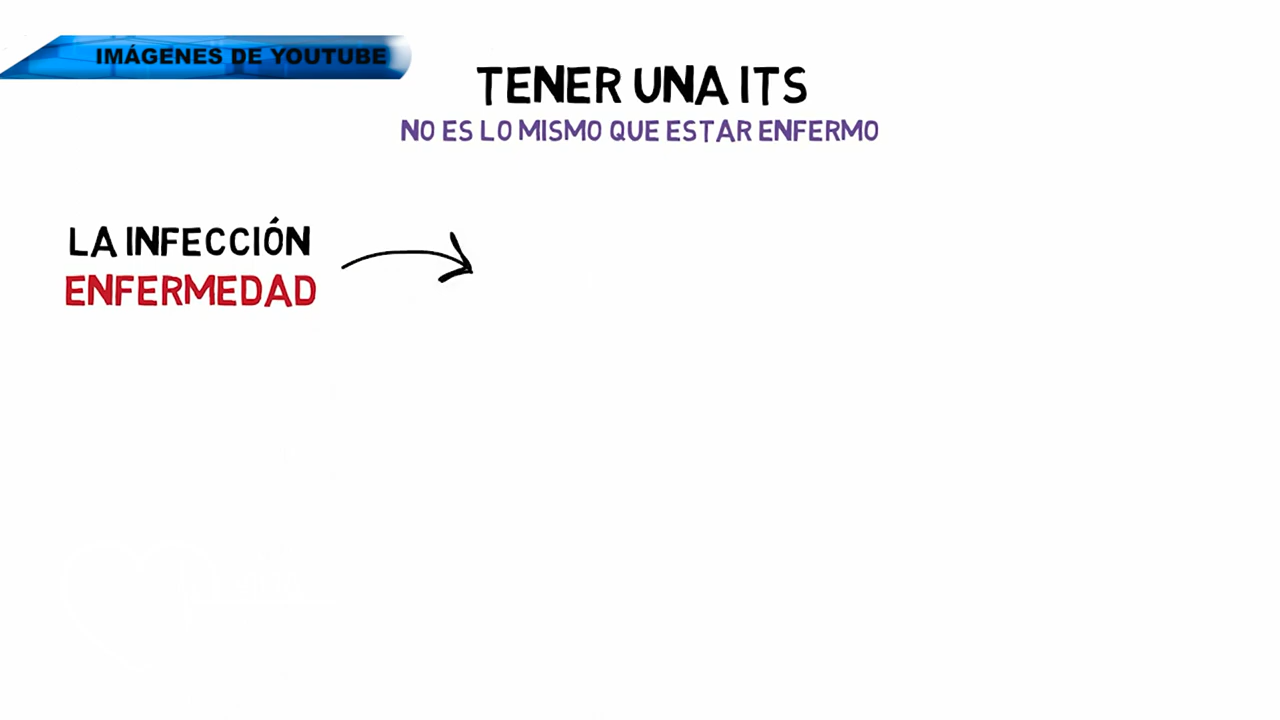 IMÁGENES DE YOUTUBE
TENER UNA ITS
NO ES LO MISMO QUE ESTAR ENFERMO
LA INFECCIÓN
ENFERMEDAD